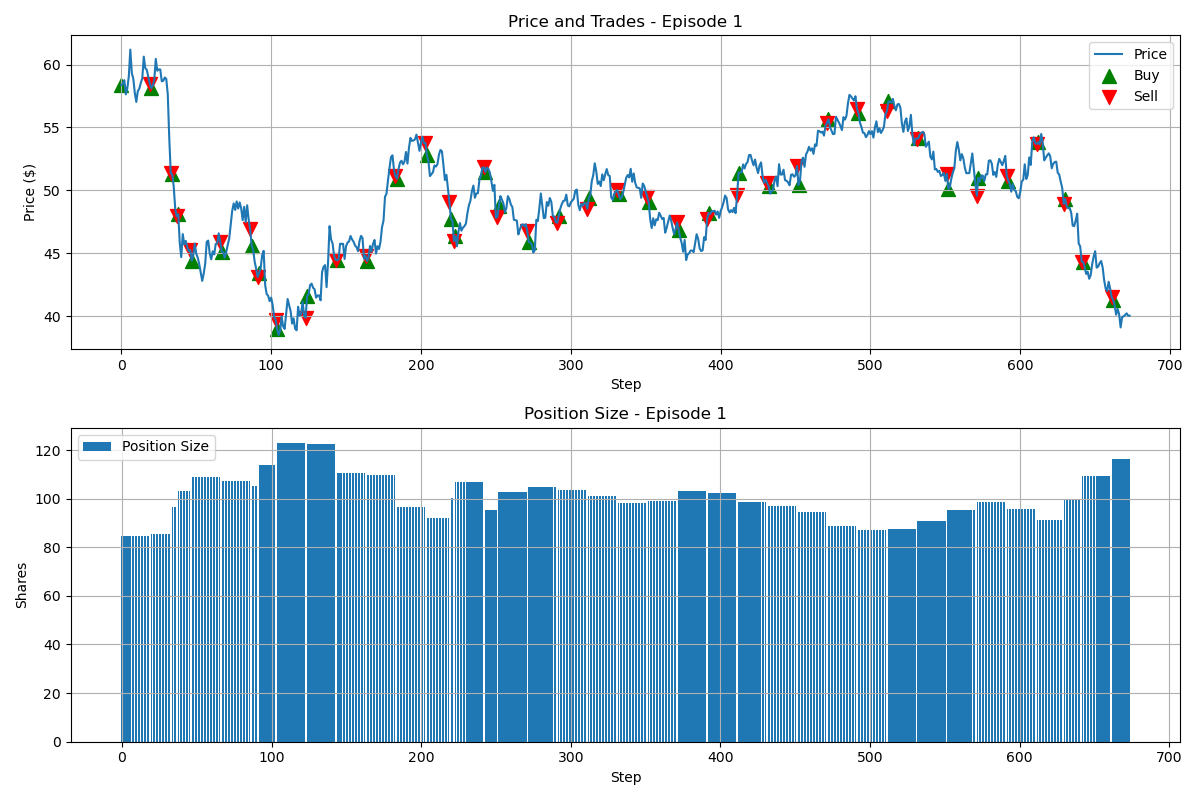 Price and Trades - Episode 1
Price ($)
60
55
50
45
40
Price
Buy
Sell
0 100 200 300 400 500 600 700
Step
Position Size - Episode 1
Shares
120
100
80
60
40
20
0
Position Size
0 100 200 300 400 500 600 700
Step